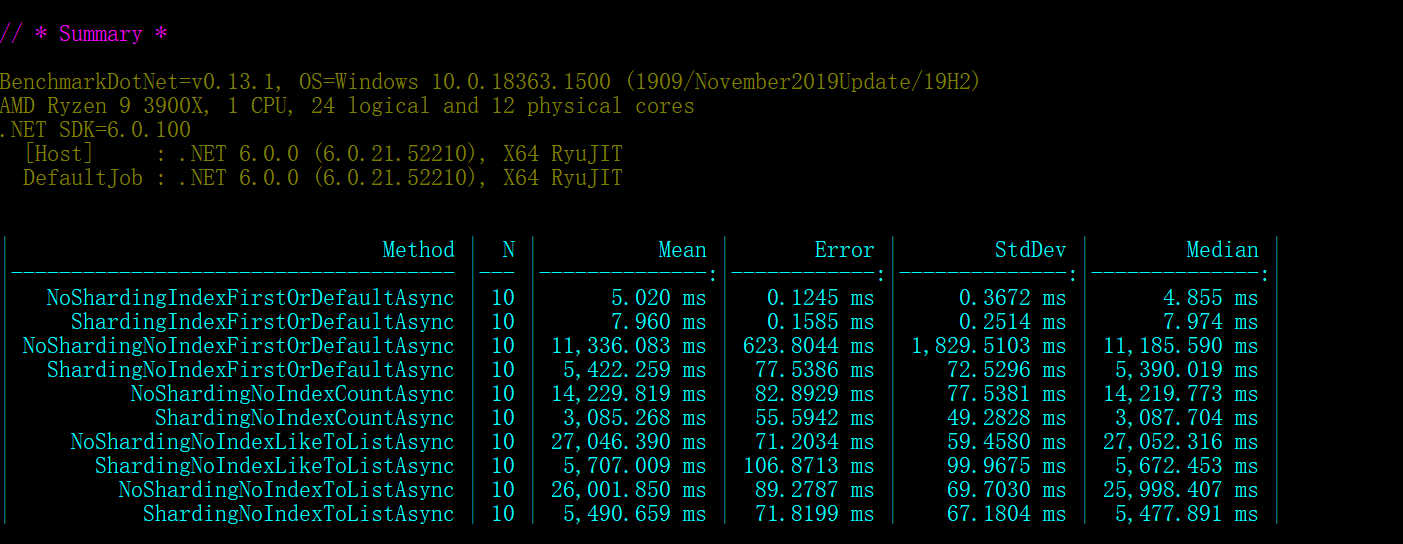 // * Summary *
BenchmarkDotNet=v0.13.1, OS=Windows 10.0.18363.1500 (1909/November2019Update/19H2)
AMD Ryzen 9 3900X, 1 CPU, 24 logical and 12 physical cores
.NET SDK=6.0.100
  [Host]     : .NET 6.0.0 (6.0.21.52210), X64 RyuJIT
  DefaultJob : .NET 6.0.0 (6.0.21.52210), X64 RyuJIT
|                               Method |  N |          Mean |       Error |        StdDev |        Median |
|------------------------------------- |--- |--------------:|------------:|--------------:|--------------:|
|    NoShardingIndexFirstOrDefaultAsync | 10 |      5.020 ms |   0.1245 ms |     0.3672 ms |      4.855 ms |
|      ShardingIndexFirstOrDefaultAsync | 10 |      7.960 ms |   0.1585 ms |     0.2514 ms |      7.974 ms |
|  NoShardingNoIndexFirstOrDefaultAsync | 10 | 11,336.083 ms | 623.8044 ms | 1,829.5103 ms | 11,185.590 ms |
|    ShardingNoIndexFirstOrDefaultAsync | 10 |  5,422.259 ms |  77.5386 ms |    72.5296 ms |  5,390.019 ms |
|           NoShardingNoIndexCountAsync | 10 | 14,229.819 ms |  82.8929 ms |    77.5381 ms | 14,219.773 ms |
|             ShardingNoIndexCountAsync | 10 |  3,085.268 ms |  55.5942 ms |    49.2828 ms |  3,087.704 ms |
|      NoShardingNoIndexLikeToListAsync | 10 | 27,046.390 ms |  71.2034 ms |    59.4580 ms | 27,052.316 ms |
|        ShardingNoIndexLikeToListAsync | 10 |  5,707.009 ms | 106.8713 ms |    99.9675 ms |  5,672.453 ms |
|          NoShardingNoIndexToListAsync | 10 | 26,001.850 ms |  89.2787 ms |    69.7030 ms | 25,998.407 ms |
|            ShardingNoIndexToListAsync | 10 |  5,490.659 ms |  71.8199 ms |    67.1804 ms |  5,477.891 ms |